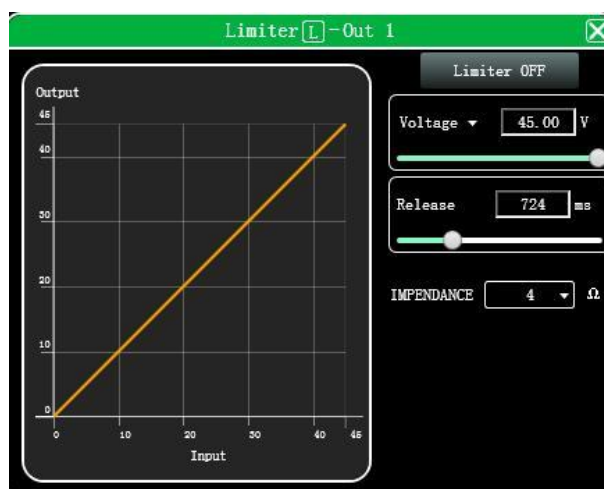 Limiter L -Out 1
Limiter OFF
Output
45
40
30
20
10
0
0 10 20 30 40 45
Input
Voltage 45.00 V
Release 724 ms
IMPENDANCE 4 Ω